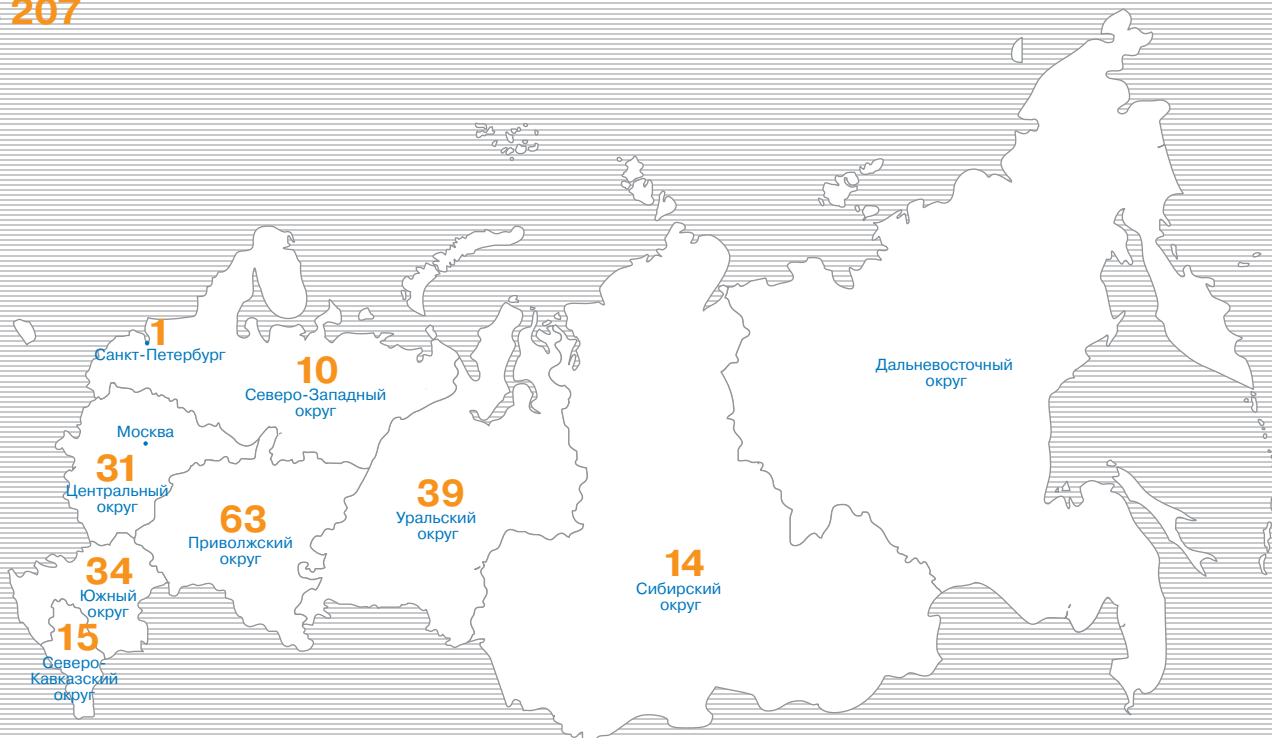 207
Дальневосточный
округ
1
Санкт-Петербург
10
Северо-Западный
округ
Москва
31
Центральный
округ
39
Уральский
округ
63
Приволжский
округ
14
Сибирский
округ
34
Южный
округ
15
Северо-
Кавказский
округ